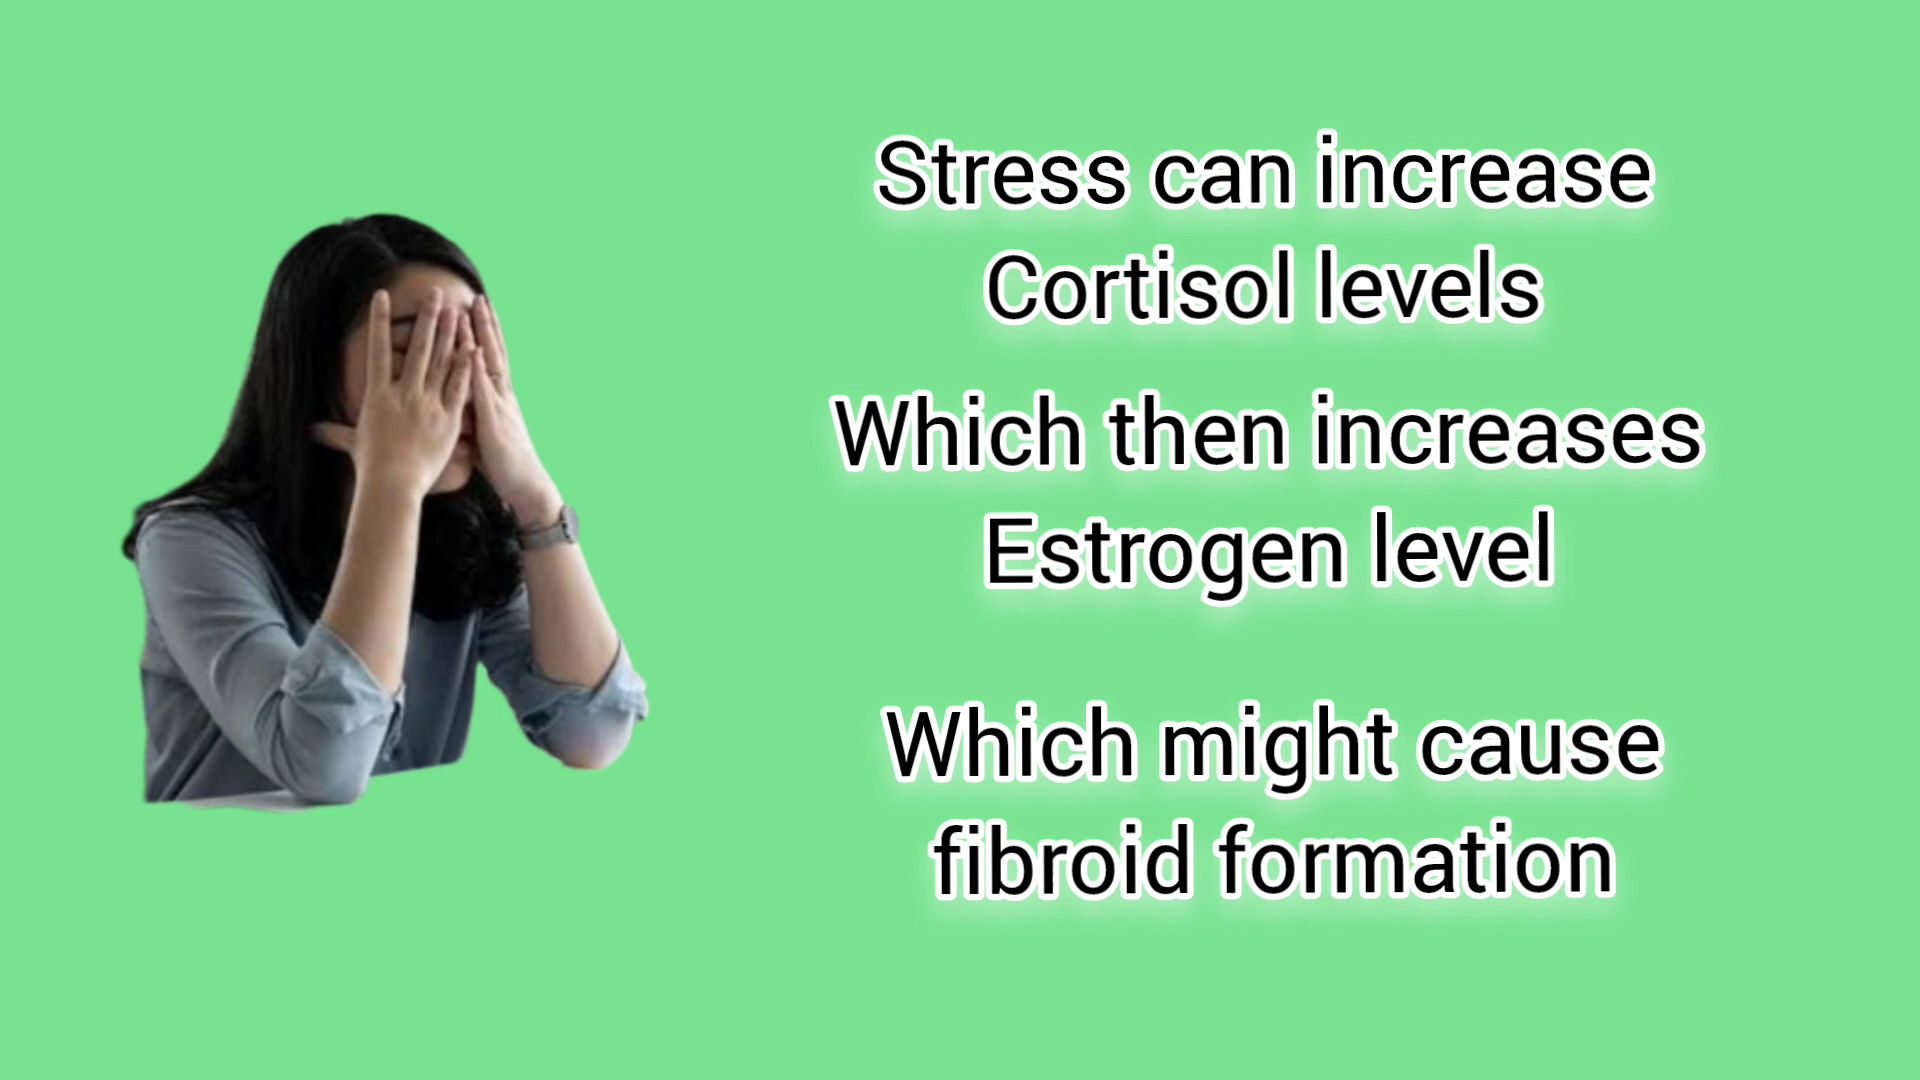 Stress can increase
Cortisol levels
Which then increases
Estrogen level
Which might cause
fibroid formation